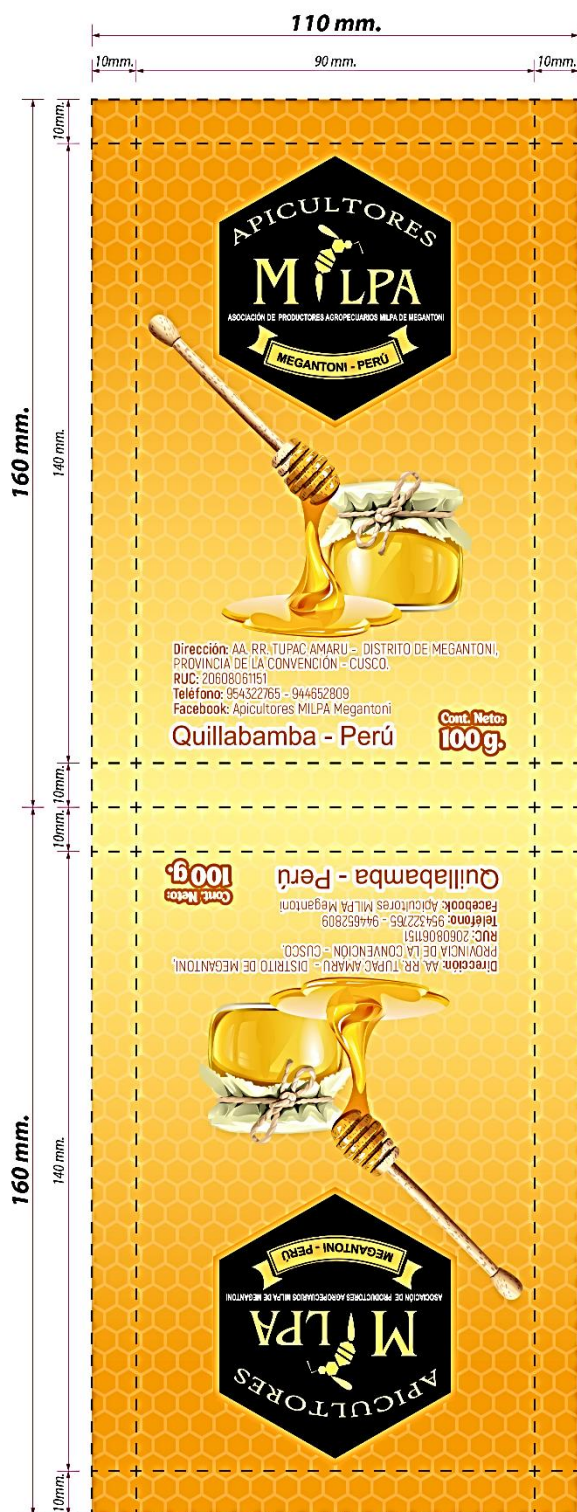 110 mm.
10mm.
90 mm.
10mm.
10mm.
160 mm.
140 mm.
APICULTORES
MILPA
ASOCIACIÓN DE PRODUCTORES AGROPECUARIOS MILPA DE MEGANTONI
MEGANTONI - PERÚ
Dirección: AA. RR. TUPAC AMARU - DISTRITO DE MEGANTONI,
PROVINCIA DE LA CONVENCIÓN - CUSCO.
RUC: 20608061151
Teléfono: 954322765 - 944652809
Facebook: Apicultores MILPA Megantoni
Quillabamba - Perú
Cont. Neto:
100g.
10mm.
10mm.
160 mm.
140 mm.
Cont. Neto:
100g.
Quillabamba - Perú
Facebook: Apicultores MILPA Megantoni
Teléfono: 954322765 - 944652809
RUC: 20608061151
PROVINCIA DE LA CONVENCIÓN - CUSCO.
Dirección: AA. RR. TUPAC AMARU - DISTRITO DE MEGANTONI,
MEGANTONI - PERÚ
ASOCIACIÓN DE PRODUCTORES AGROPECUARIOS MILPA DE MEGANTONI
MILPA
APICULTORES
10mm.